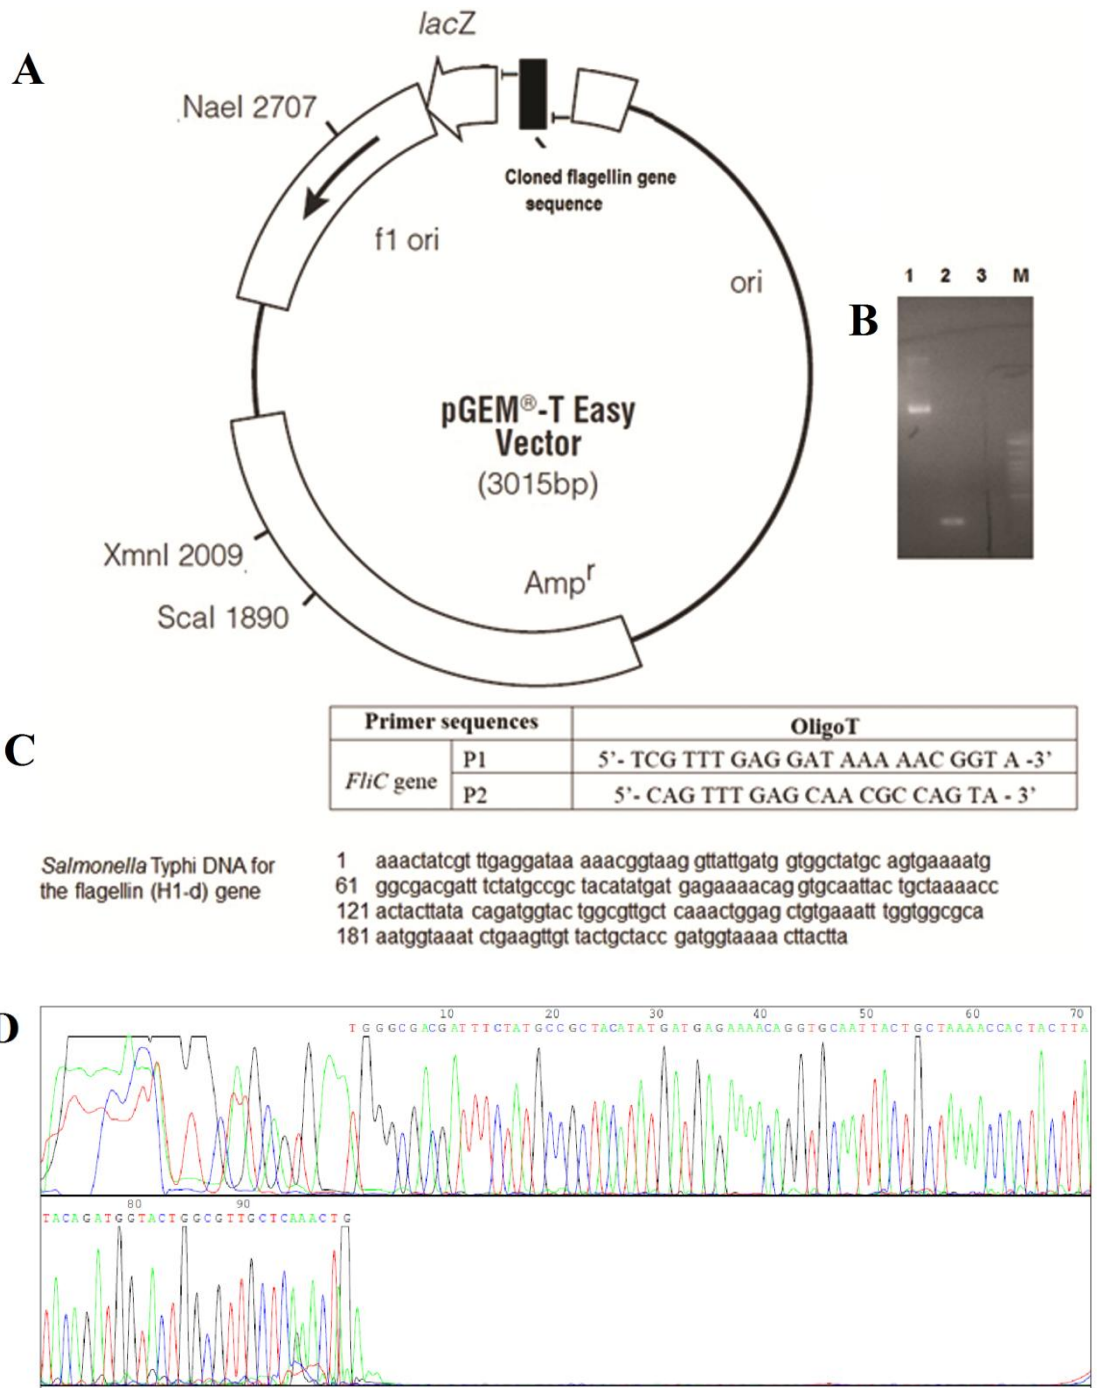 A
lacZ
NaeI 2707
Cloned flagellin gene
sequence
f1 ori
ori
B
1 2 3 M
pGEM®-T Easy
Vector
(3015bp)
XmnI 2009
ScaI 1890
Ampr
C
Primer sequences OligoT
FliC gene P1 5’- TCG TTT GAG GAT AAA AAC GGT A -3’
P2 5’- CAG TTT GAG CAA CGC CAG TA - 3’
Salmonella Typhi DNA for
the flagellin (H1-d) gene
1 aaactatcgt ttgaggataa aaacggtaag gttattgatg gtggctatgc agtgaaaatg
61 ggcgacgatt tctatgccgc tacatatgat gagaaaacag gtgcaattac tgctaaaacc
121 actacttata cagatggtac tggcgttgct caaactggag ctgtgaaatt tggtggcgca
181 aatggtaaat ctgaagttgt tactgctacc gatggtaaaa cttactta
D
10 20 30 40 50 60 70
TGGGCGACGATTTCTATGCCGCTACATATGATGAGAAAACAGGTGCAATTACTGCTAAAACCACTACTTA
80 90
TACAGATGGTACTGGCGTTGCTCAAACTG